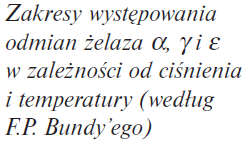 Zakresy występowania
odmian żelaza α, γ i ε
w zależności od ciśnienia
i temperatury (według
F.P. Bundy'ego)